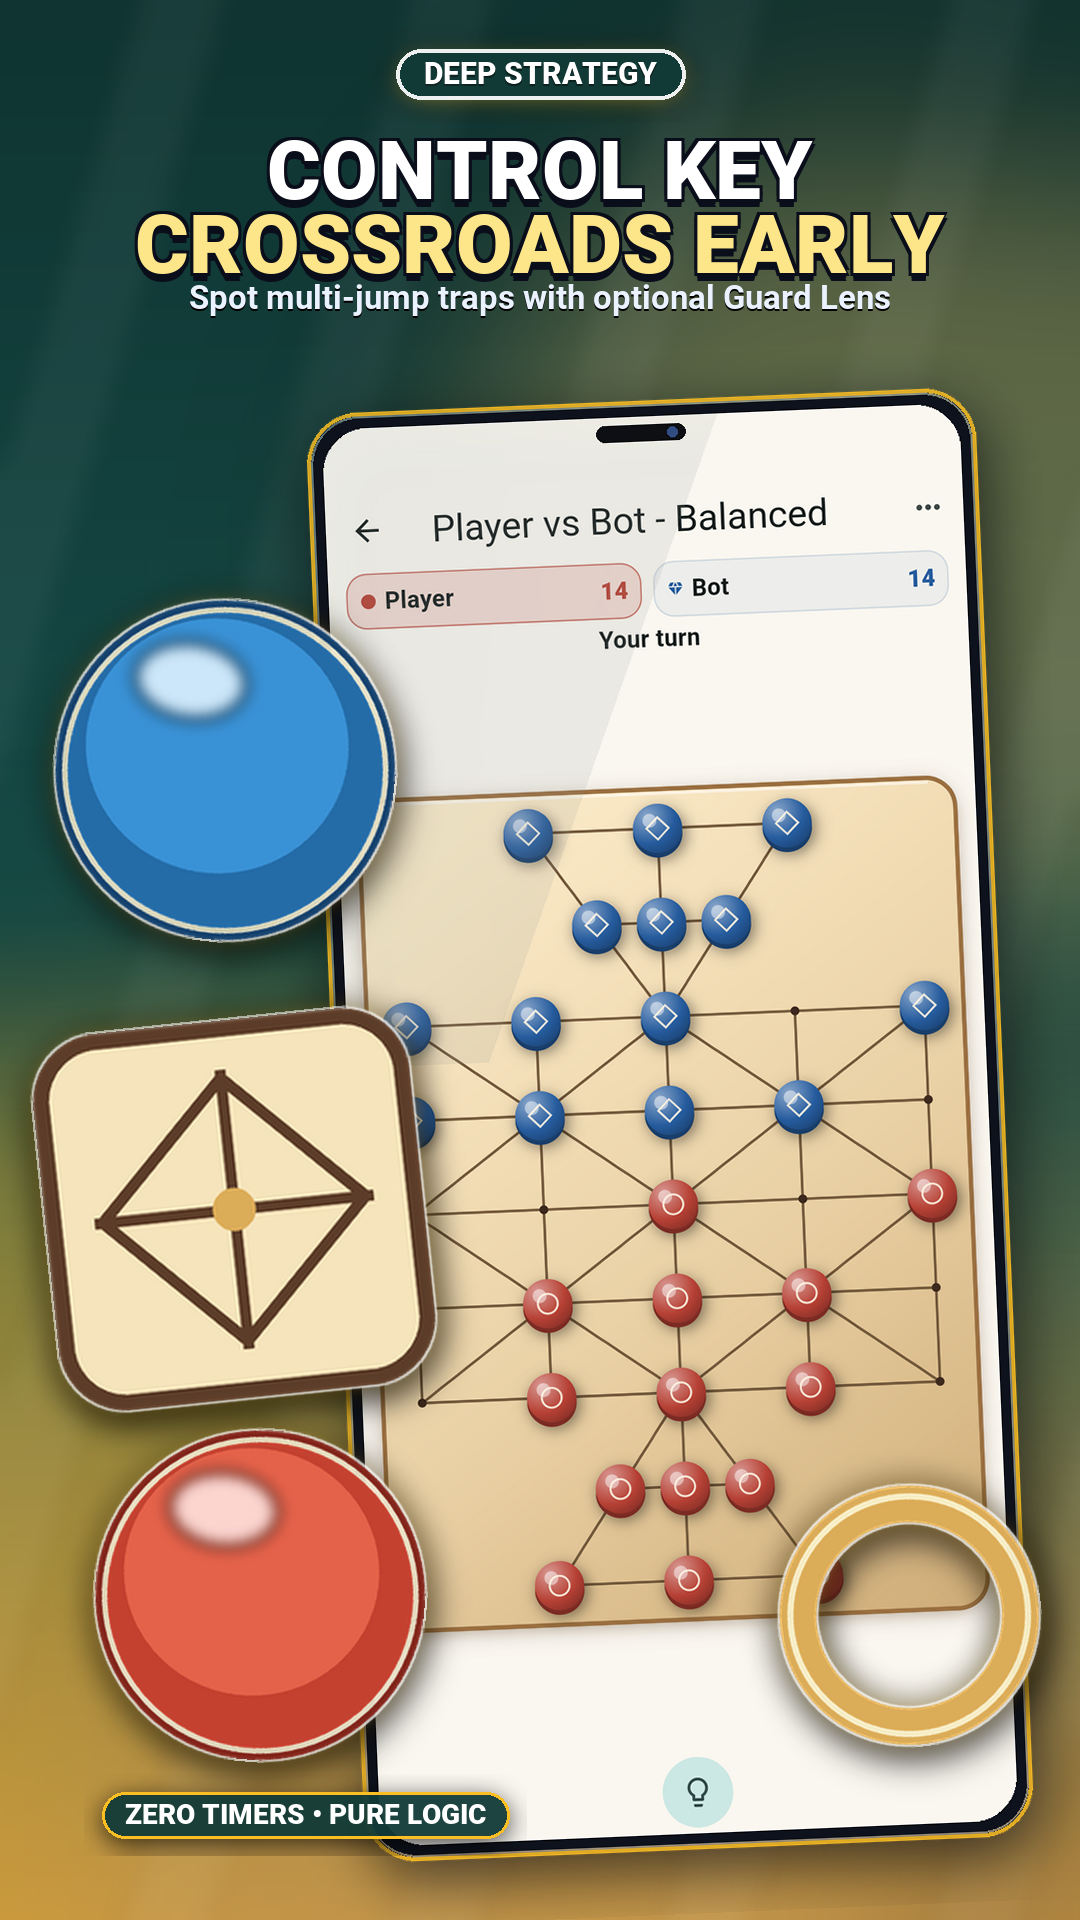 DEEP STRATEGY
CONTROL KEY
CROSSROADS EARLY
Spot multi-jump traps with optional Guard Lens
Player vs Bot - Balanced
Player 14
Bot 14
Your turn
ZERO TIMERS • PURE LOGIC